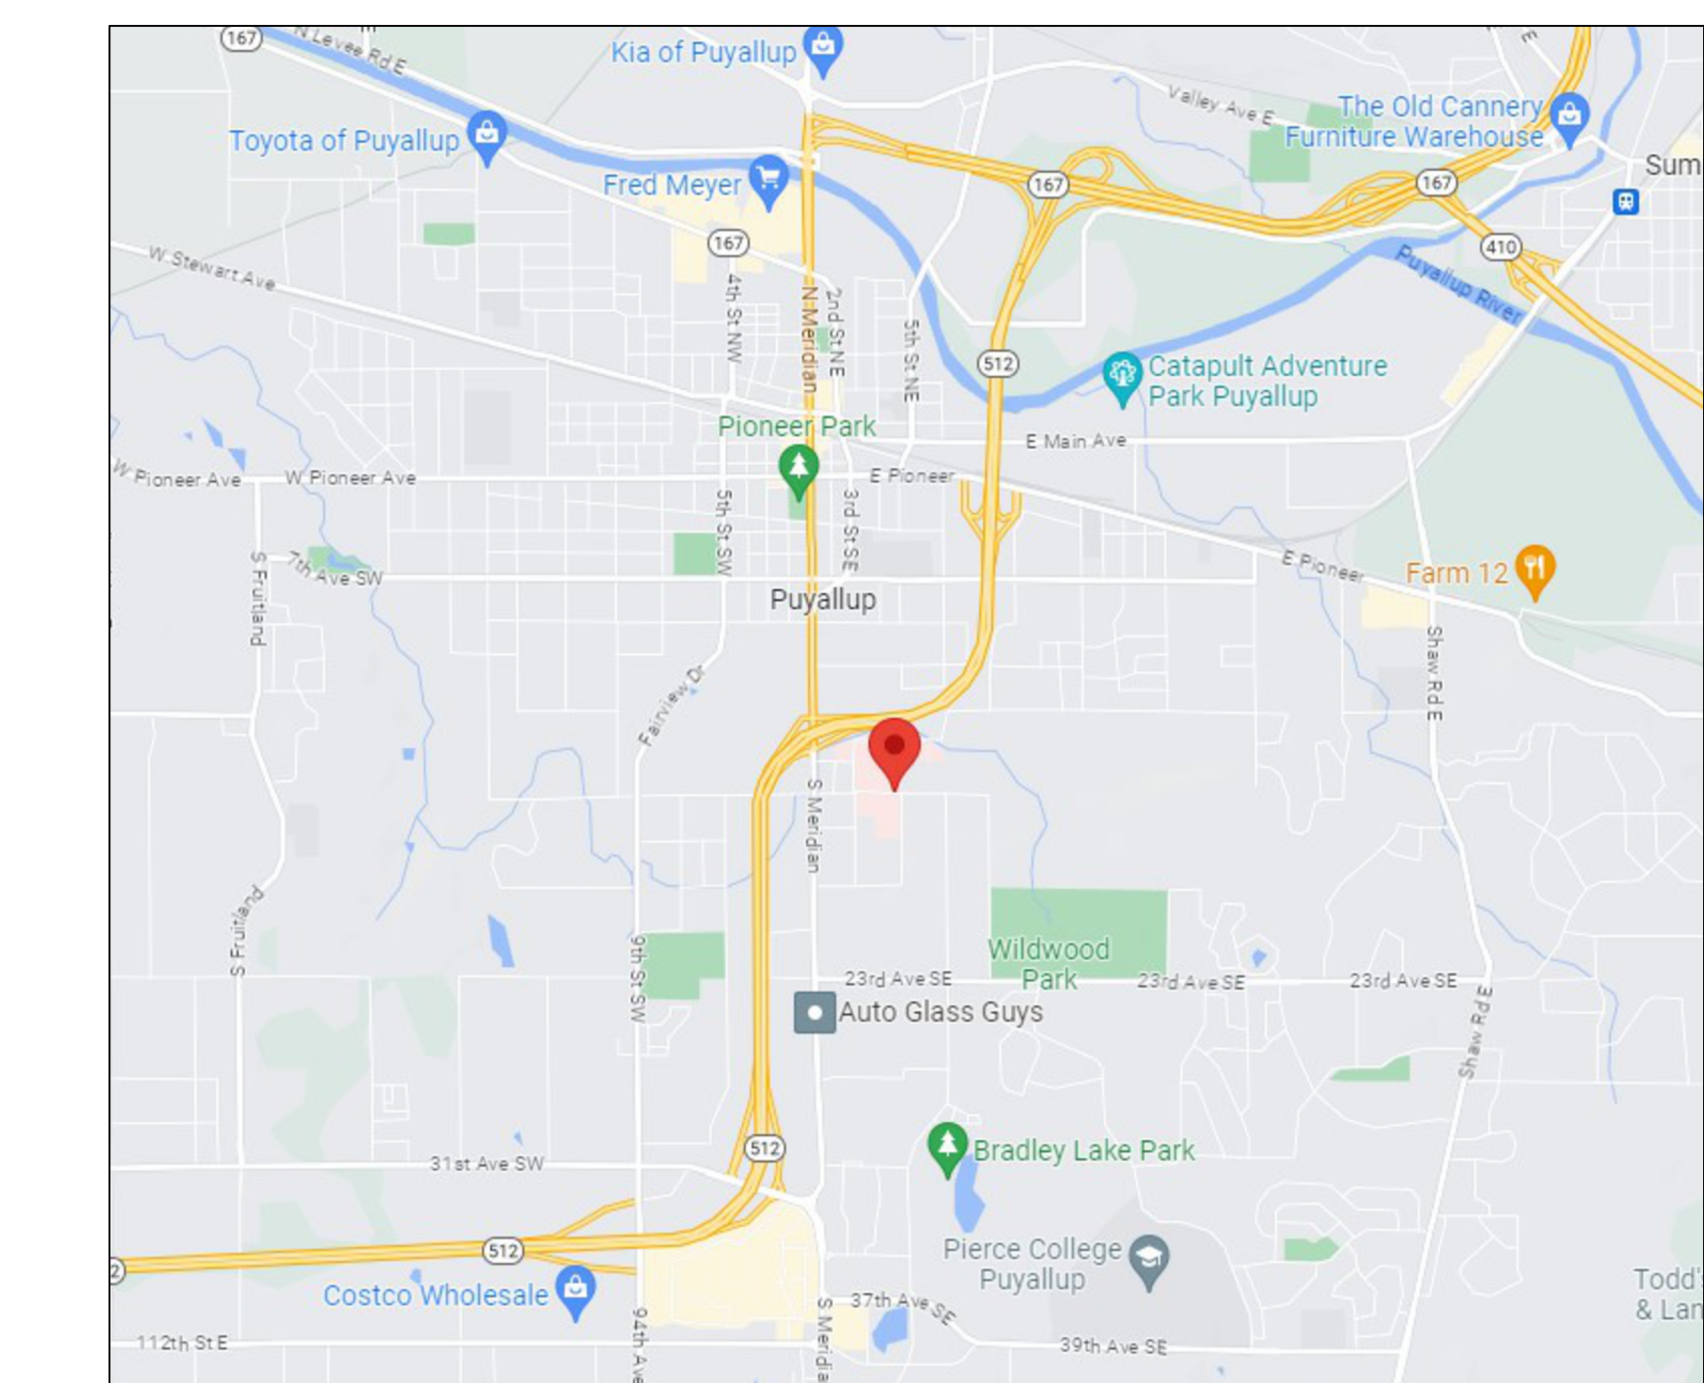 167
N Levee Rd E
E
Kia of Puyallup
E
Valley Ave E
The Old Cannery
Furniture Warehouse
Toyota of Puyallup
Fred Meyer
167
167
Sum
167
410
W Stewart Ave
4th St NW
N Meridian
2nd St NE
5th St NE
Puyallup River
512
Catapult Adventure
Park Puyallup
Pioneer Park
E Main Ave
W Pioneer Ave
W Pioneer Ave
E Pioneer
5th St SW
3rd St SE
S Fruitland
7th Ave SW
E Pioneer
Farm 12
Puyallup
Shaw Rd E
Fairview Dr
S Meridian
S Fruitland
9th St SW
Wildwood
Park
23rd Ave SE
23rd Ave SE
23rd Ave SE
Auto Glass Guys
Shaw Rd E
512
31st Ave SW
Bradley Lake Park
512
2
Pierce College
Puyallup
Costco Wholesale
Todd's
& Lan
37th Ave SE
S Meridia
94th Ave
112th St E
39th Ave SE